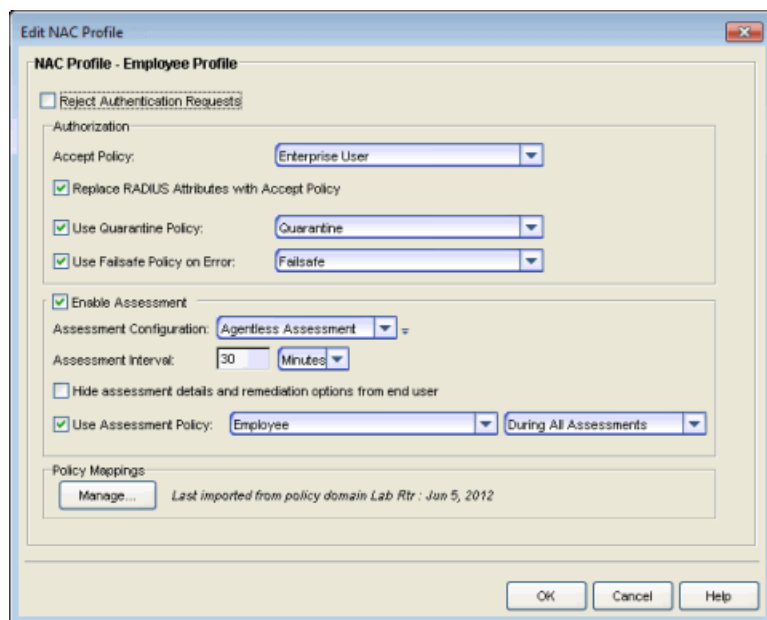 Edit NAC Profile
NAC Profile - Employee Profile
Reject Authentication Requests
Authorization
Accept Policy: Enterprise User
Replace RADIUS Attributes with Accept Policy
Use Quarantine Policy: Quarantine
Use Failsafe Policy on Error: Failsafe
Enable Assessment
Assessment Configuration: Agentless Assessment
Assessment Interval: 30 Minutes
Hide assessment details and remediation options from end user
Use Assessment Policy: Employee During All Assessments
Policy Mappings
Manage... Last imported from policy domain Lab Rtr : Jun 5, 2012
OK Cancel Help